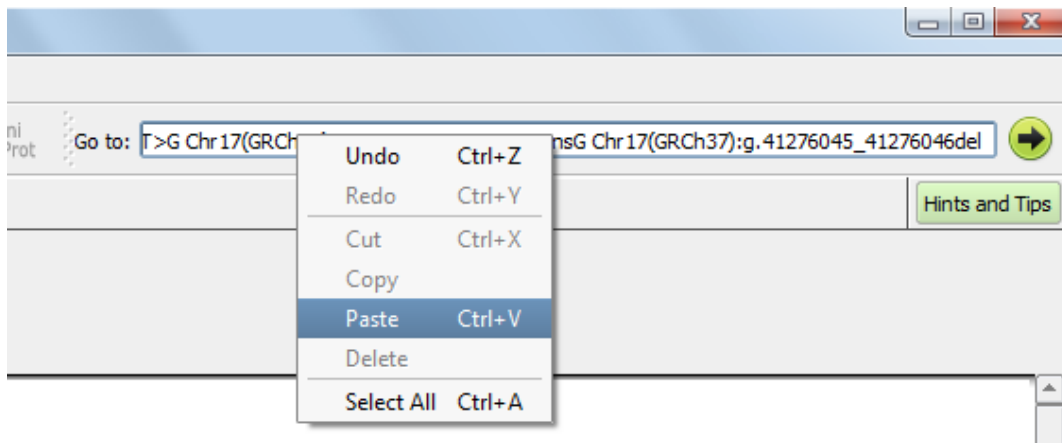 ni
Prot
Go to: T>G Chr17(GRCh nsG Chr17(GRCh37):g.41276045_41276046del
Hints and Tips
Undo Ctrl+Z
Redo Ctrl+Y
Cut Ctrl+X
Copy
Paste Ctrl+V
Delete
Select All Ctrl+A